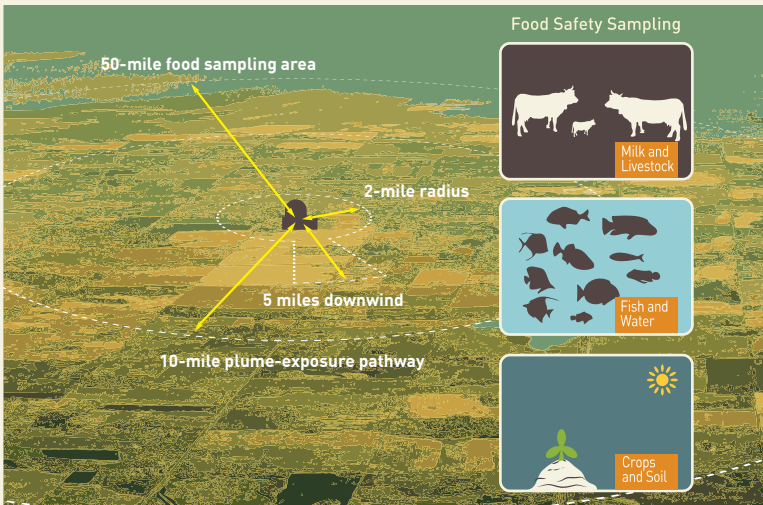 Food Safety Sampling
50-mile food sampling area
2-mile radius
5 miles downwind
10-mile plume-exposure pathway
Milk and
Livestock
Fish and
Water
Crops
and Soil